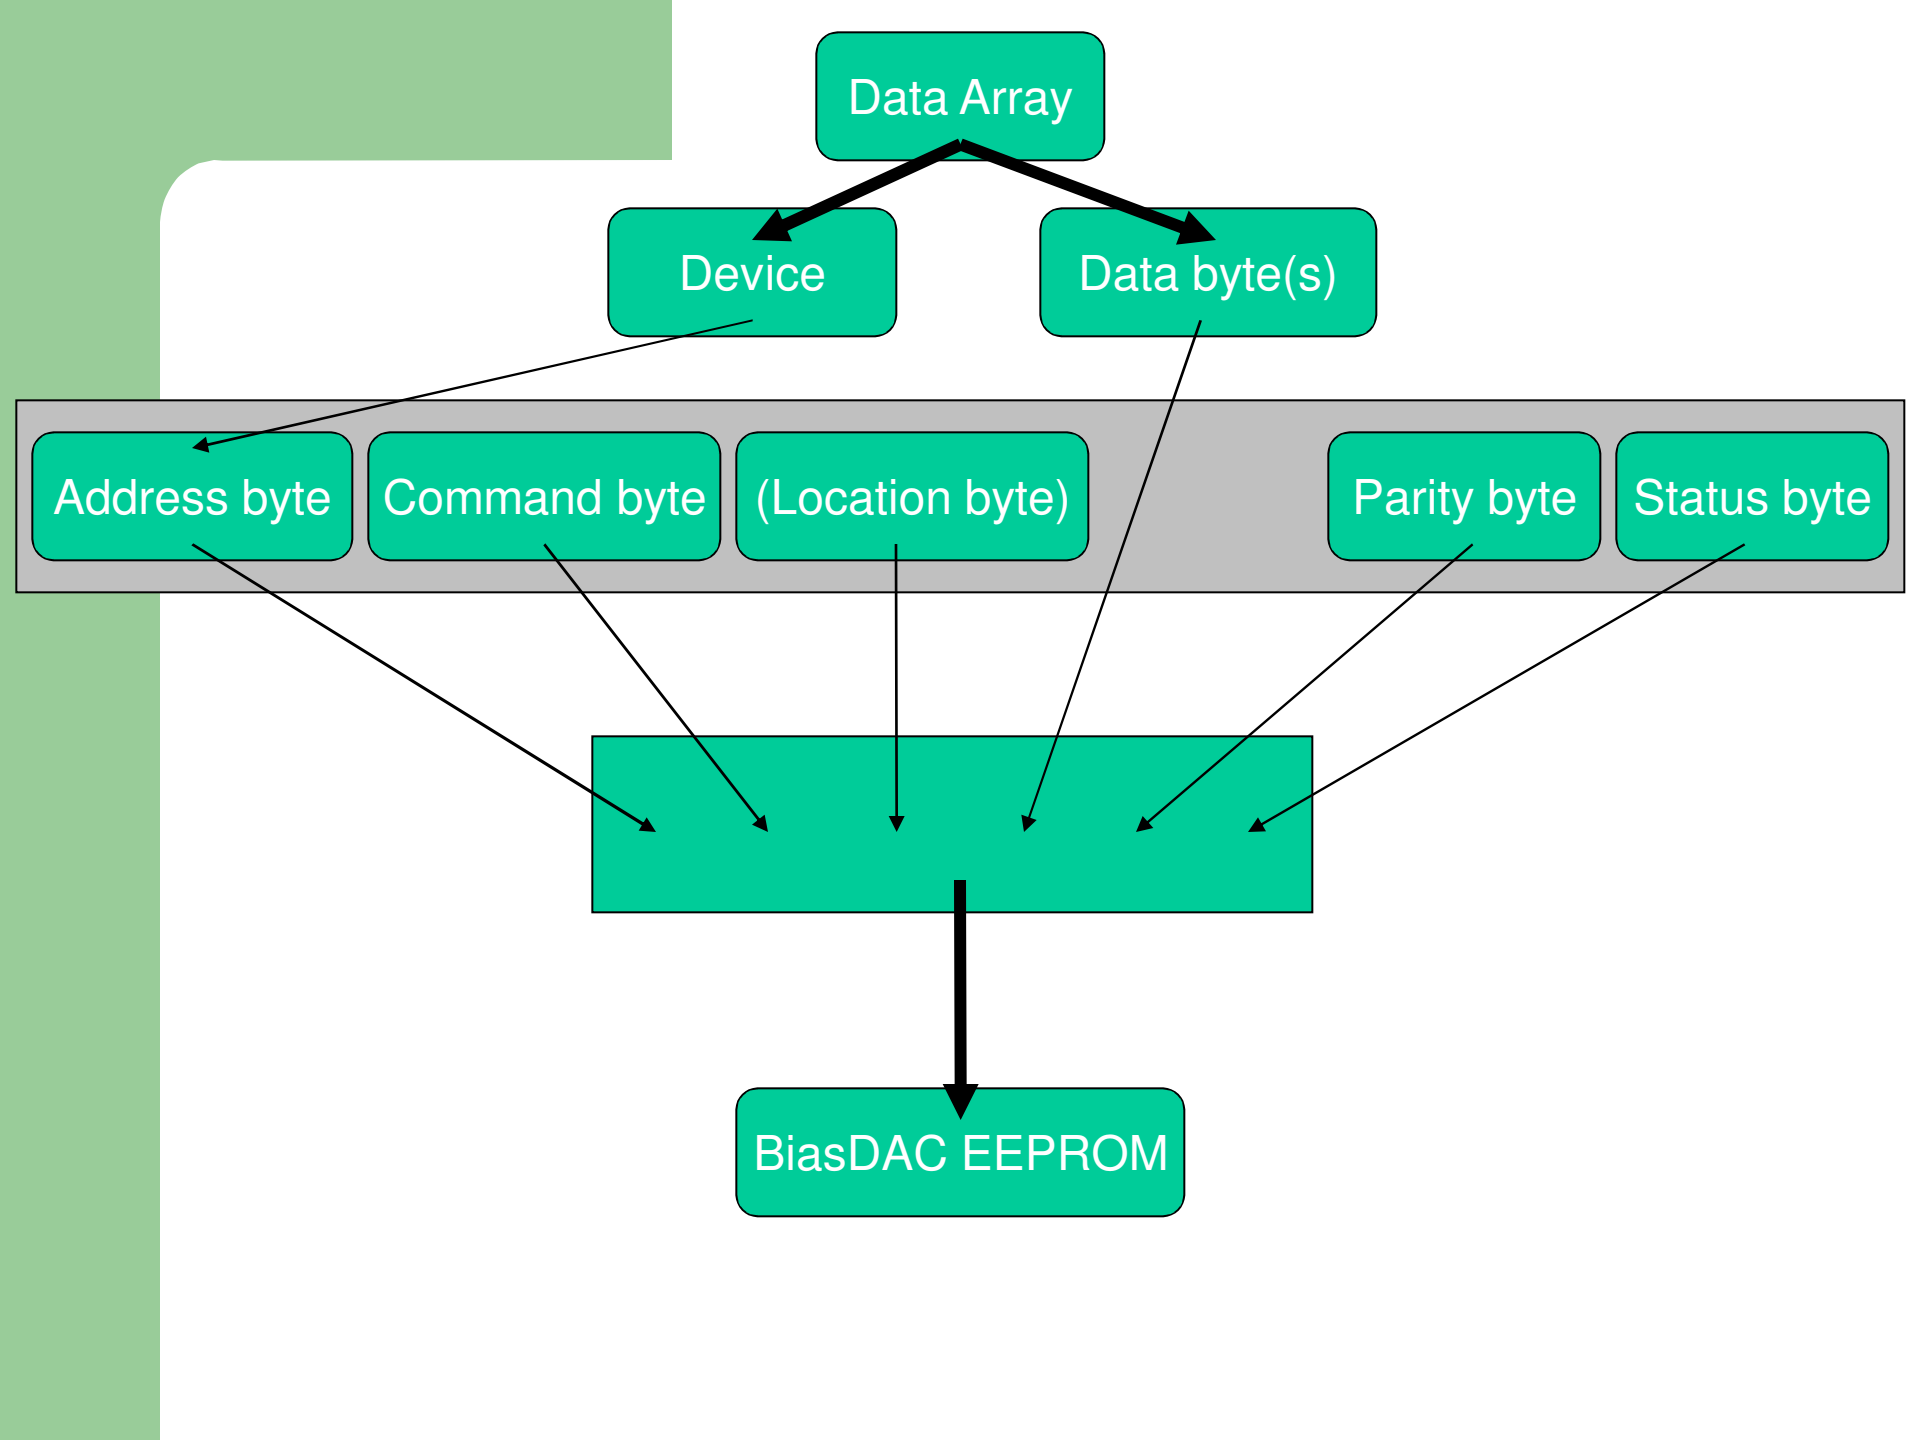 Data Array
Device
Data byte(s)
Address byte
Command byte
(Location byte)
Parity byte
Status byte
BiasDAC EEPROM